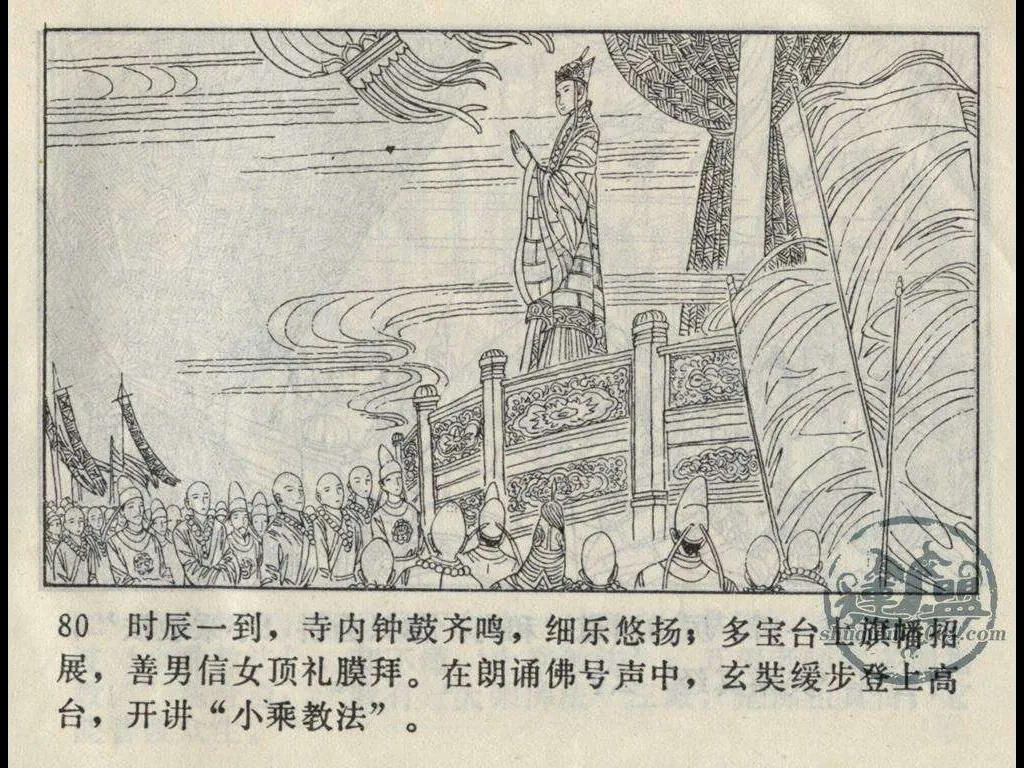 80 时辰一到，寺内钟鼓齐鸣，细乐悠扬；多宝台上旗幡招
展，善男信女顶礼膜拜。在朗诵佛号声中，玄奘缓步登上高
台，开讲“小乘教法”。